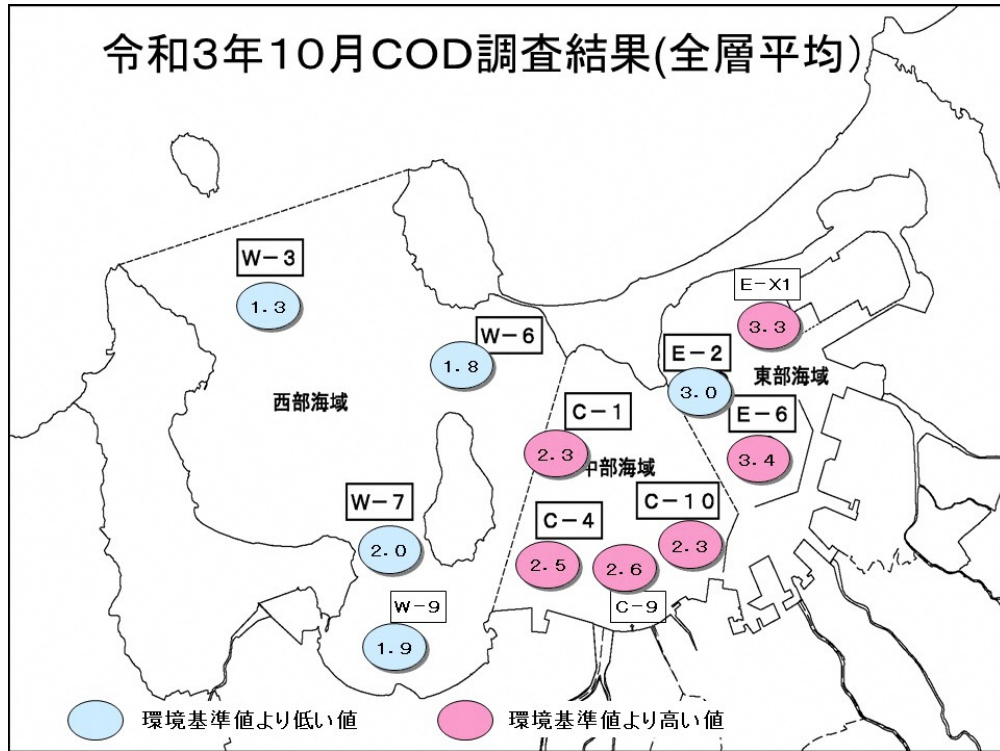 令和3年10月COD調査結果(全層平均)
W-3
1.3
W-6
1.8
西部海域
E-X1
3.3
E-2
3.0
東部海域
E-6
3.4
C-1
2.3
中部海域
W-7
2.0
C-4
2.5
C-10
2.3
2.6
C-9
W-9
1.9
環境基準値より低い値
環境基準値より高い値